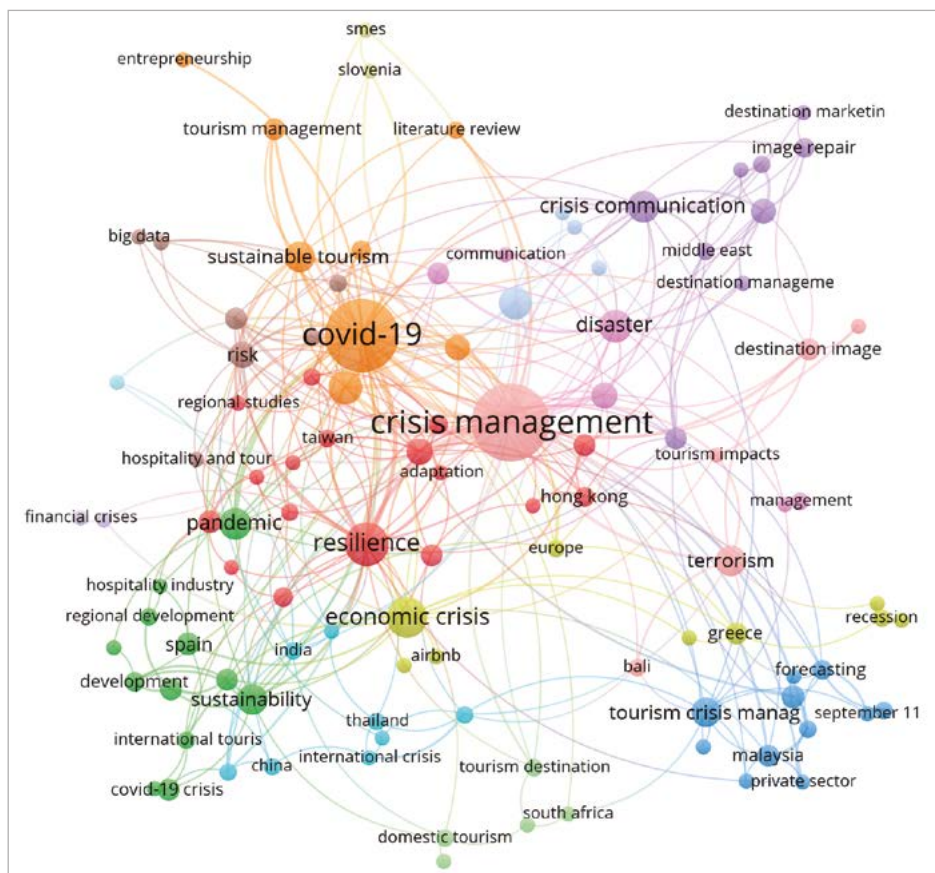 smes
entrepreneurship
slovenia
tourism management
literature review
destination marketin
image repair
crisis communication
big data
sustainable tourism
communication
middle east
destination manageme
covid-19
disaster
risk
destination image
regional studies
crisis management
taiwan
hospitality and tour
adaptation
tourism impacts
hong kong
management
financial crises
pandemic
resilience
europe
terrorism
hospitality industry
regional development
economic crisis
recession
spain
greece
india
airbnb
bali
forecasting
development
sustainability
thailand
tourism crisis manag
september 11
international touris
international crisis
malaysia
china
tourism destination
private sector
covid-19 crisis
south africa
domestic tourism